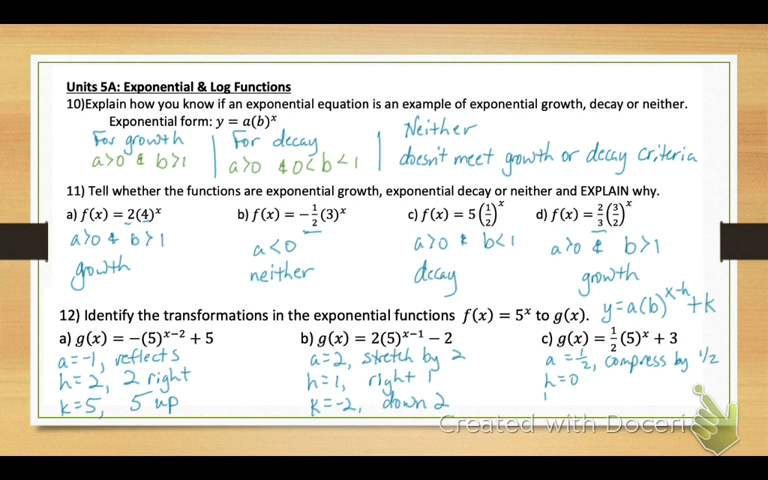 Units 5A: Exponential & Log Functions
10)Explain how you know if an exponential equation is an example of exponential growth, decay or neither.
Exponential form: y = a(b)^x
For growth
a>0 & b>1
For decay
a>0 & 0<b<1
Neither
doesn't meet growth or decay criteria
11) Tell whether the functions are exponential growth, exponential decay or neither and EXPLAIN why.
a) f(x) = 2(4)^x
a>0 & b>1
growth
b) f(x) = -1/2(3)^x
a<0
neither
c) f(x) = 5(1/2)^x
a>0 & b<1
decay
d) f(x) = 2/3(3/2)^x
a>0 & b>1
growth
12) Identify the transformations in the exponential functions f(x) = 5^x to g(x).
y=a(b)^x-h+k
a) g(x) = −(5)^x−2 + 5
a=-1, reflects
h=2, 2 right
k=5, 5 up
b) g(x) = 2(5)^x−1 − 2
a=2, stretch by 2
h=1, right 1
k=-2, down 2
c) g(x) = 1/2(5)^x + 3
a=1/2, compress by 1/2
h=0
Created with Doceri